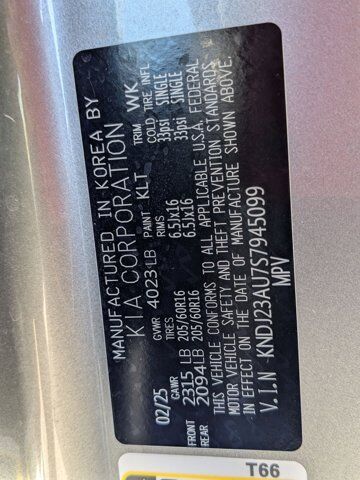 MANUFACTURED IN KOREA BY
KIA CORPORATION
02/25 GVWR 4023 LB PAINT KLT TRIM WK
GAWR TIRES RIMS COLD TIRE INFL
FRONT 2315 LB 205/60R16 6.5Jx16 33psi SINGLE
REAR 2094 LB 205/60R16 6.5Jx16 33psi SINGLE
THIS VEHICLE CONFORMS TO ALL APPLICABLE U.S.A. FEDERAL
MOTOR VEHICLE SAFETY AND THEFT PREVENTION STANDARDS
IN EFFECT ON THE DATE OF MANUFACTURE SHOWN ABOVE.
V.I.N KNDJ23AU7S7945099
MPV
T66